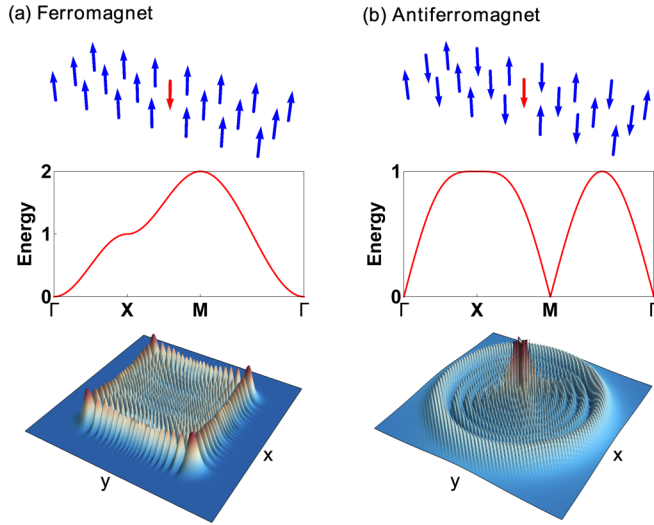 (a) Ferromagnet
(b) Antiferromagnet
2
1
0
Energy
Γ X M Γ
1
0
Energy
Γ X M Γ
y
x
y
x